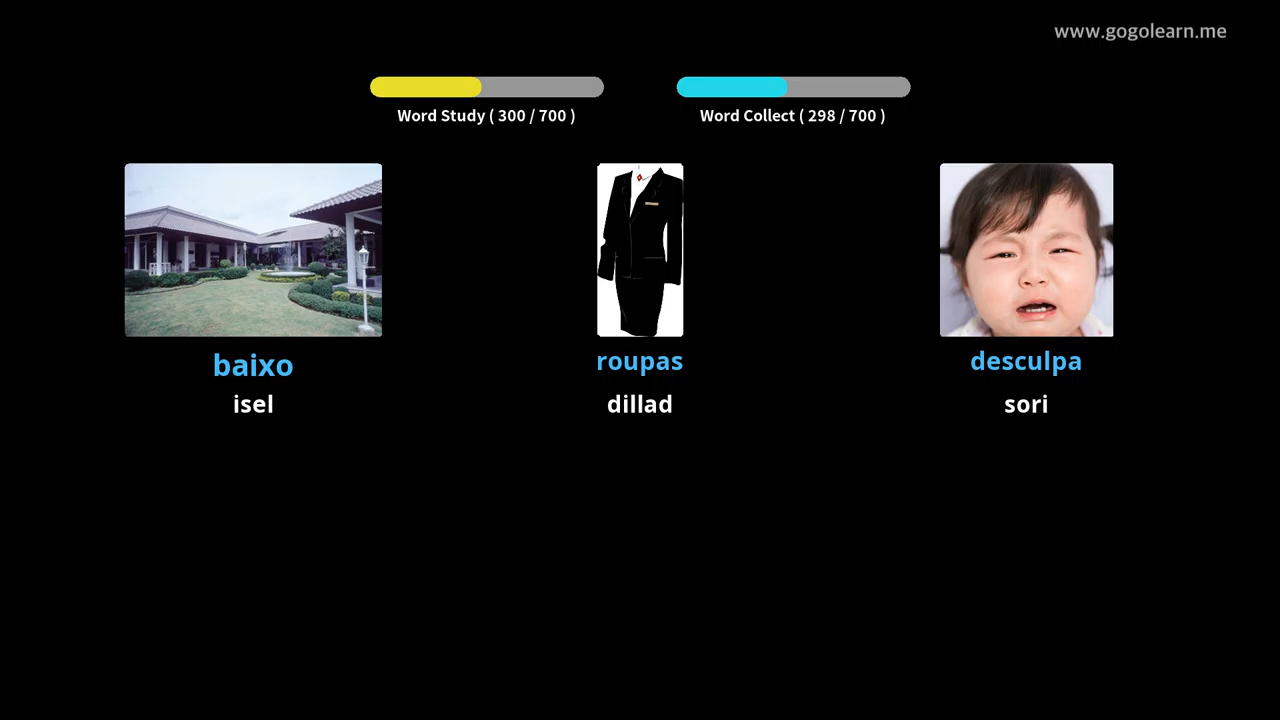 www.gogolearn.me
Word Study ( 300 / 700 )
Word Collect ( 298 / 700 )
baixo
isel
roupas
dillad
desculpa
sori